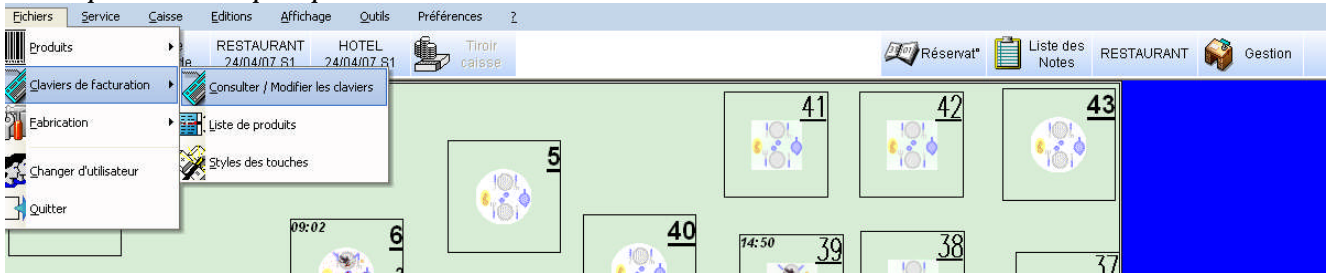 Fichiers Service Caisse Editions Affichage Outils Préférences ?
RESTAURANT HOTEL Tiroir
24/04/07 S1 24/04/07 S1 caisse
Réservat° Liste des Notes RESTAURANT Gestion
Produits
Claviers de facturation
Fabrication
Changer d'utilisateur
Quitter
Consulter / Modifier les claviers
Liste de produits
Styles des touches
41 42 43
5
09:02 6
40
14:50 39
38
37